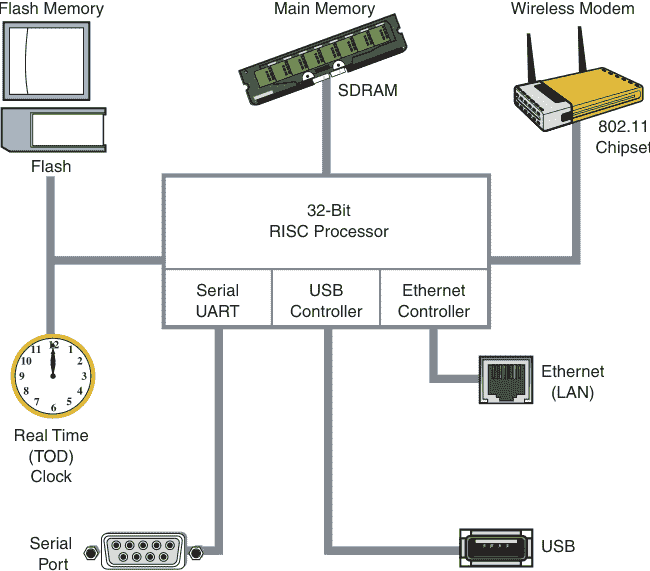 Flash Memory
Main Memory
Wireless Modem
SDRAM
802.11
Chipset
Flash
32-Bit
RISC Processor
Serial
UART
USB
Controller
Ethernet
Controller
12
1
2
3
4
5
6
7
8
9
10
11
Ethernet
(LAN)
Real Time
(TOD)
Clock
Serial
Port
USB